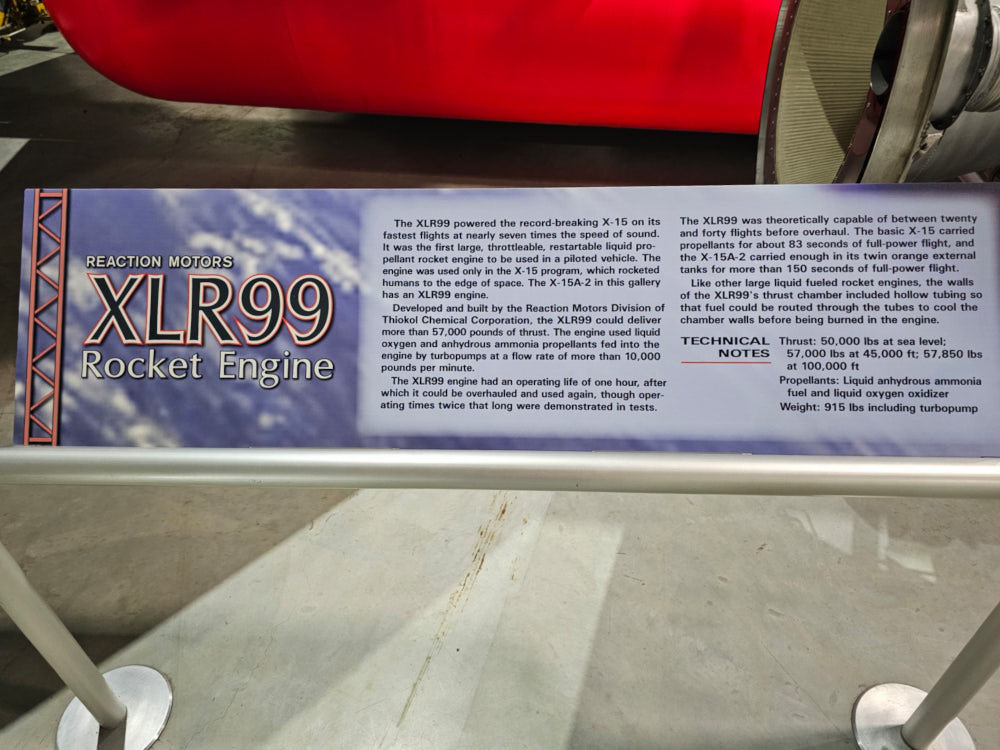 REACTION MOTORS
XLR99
Rocket Engine
The XLR99 powered the record-breaking X-15 on its
fastest flights at nearly seven times the speed of sound.
It was the first large, throttleable, restartable liquid pro-
pellant rocket engine to be used in a piloted vehicle. The
engine was used only in the X-15 program, which rocketed
humans to the edge of space. The X-15A-2 in this gallery
has an XLR99 engine.
Developed and built by the Reaction Motors Division of
Thiokol Chemical Corporation, the XLR99 could deliver
more than 57,000 pounds of thrust. The engine used liquid
oxygen and anhydrous ammonia propellants fed into the
engine by turbopumps at a flow rate of more than 10,000
pounds per minute.
The XLR99 engine had an operating life of one hour, after
which it could be overhauled and used again, though oper-
ating times twice that long were demonstrated in tests.
The XLR99 was theoretically capable of between twenty
and forty flights before overhaul. The basic X-15 carried
propellants for about 83 seconds of full-power flight, and
the X-15A-2 carried enough in its twin orange external
tanks for more than 150 seconds of full-power flight.
Like other large liquid fueled rocket engines, the walls
of the XLR99's thrust chamber included hollow tubing so
that fuel could be routed through the tubes to cool the
chamber walls before being burned in the engine.
TECHNICAL
NOTES
Thrust: 50,000 lbs at sea level;
57,000 lbs at 45,000 ft; 57,850 lbs
at 100,000 ft
Propellants: Liquid anhydrous ammonia
fuel and liquid oxygen oxidizer
Weight: 915 lbs including turbopump